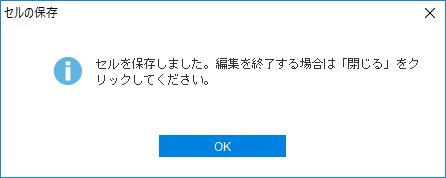 セルの保存
セルを保存しました。編集を終了する場合は「閉じる」をク
リックしてください。
OK